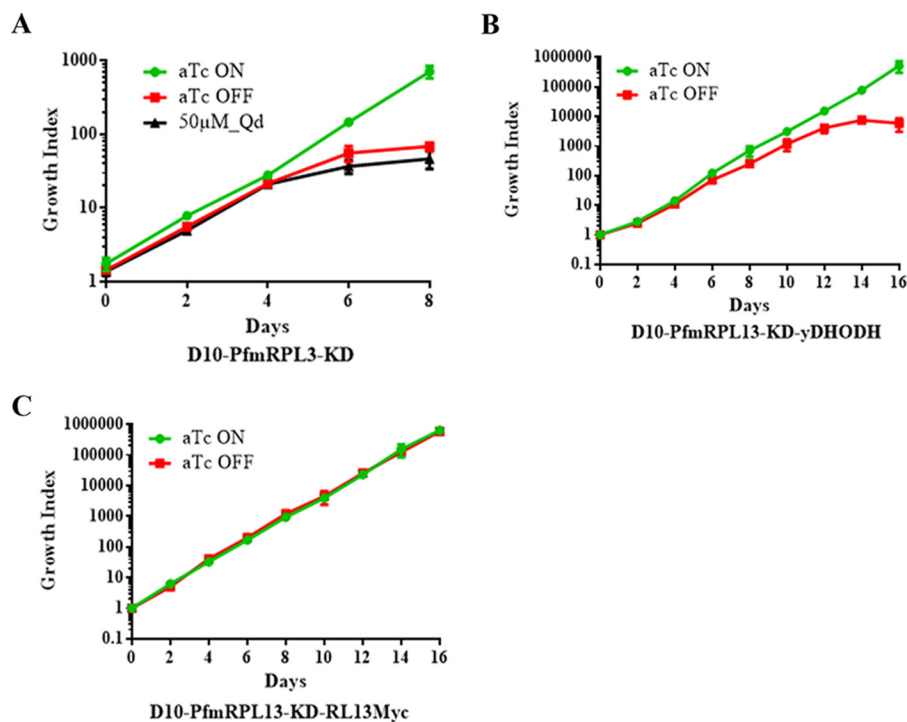 A
Growth Index
1000
100
10
1
aTc ON
aTc OFF
50µM_Qd
0 2 4 6 8
Days
D10-PfmRPL3-KD
B
Growth Index
1000000
100000
10000
1000
100
10
1
0.1
aTc ON
aTc OFF
0 2 4 6 8 10 12 14 16
Days
D10-PfmRPL13-KD-yDHODH
C
Growth Index
1000000
100000
10000
1000
100
10
1
0.1
aTc ON
aTc OFF
0 2 4 6 8 10 12 14 16
Days
D10-PfmRPL13-KD-RL13Myc